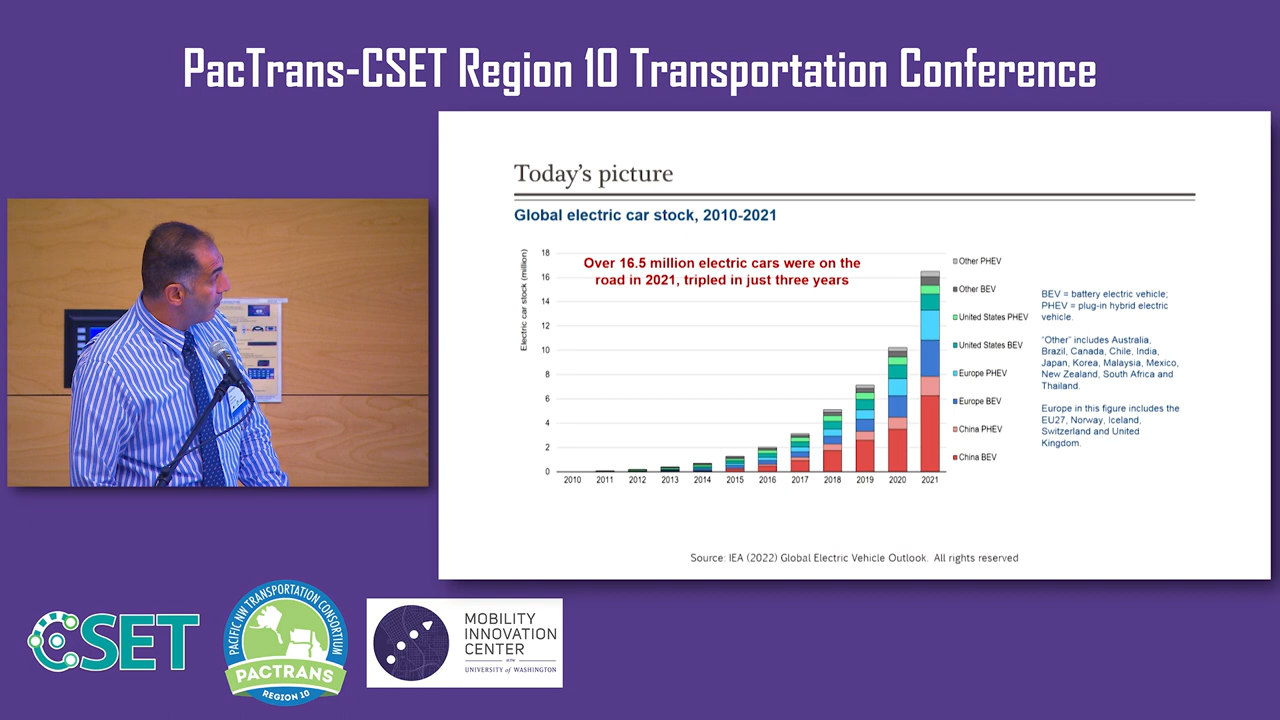 PacTrans-CSET Region 10 Transportation Conference
Today's picture
Global electric car stock, 2010-2021
Electric car stock (million)
18
16
14
12
10
8
6
4
2
0
Over 16.5 million electric cars were on the
road in 2021, tripled in just three years
2010 2011 2012 2013 2014 2015 2016 2017 2018 2019 2020 2021
Other PHEV
Other BEV
United States PHEV
United States BEV
Europe PHEV
Europe BEV
China PHEV
China BEV
BEV = battery electric vehicle;
PHEV = plug-in hybrid electric
vehicle.
"Other" includes Australia,
Brazil, Canada, Chile, India,
Japan, Korea, Malaysia, Mexico,
New Zealand, South Africa and
Thailand.
Europe in this figure includes the
EU27, Norway, Iceland,
Switzerland and United
Kingdom.
Source: IEA (2022) Global Electric Vehicle Outlook. All rights reserved
CSET
PACIFIC NW TRANSPORTATION CONSORTIUM
PACTRANS
REGION 10
MOBILITY
INNOVATION
CENTER
AT THE
UNIVERSITY of WASHINGTON